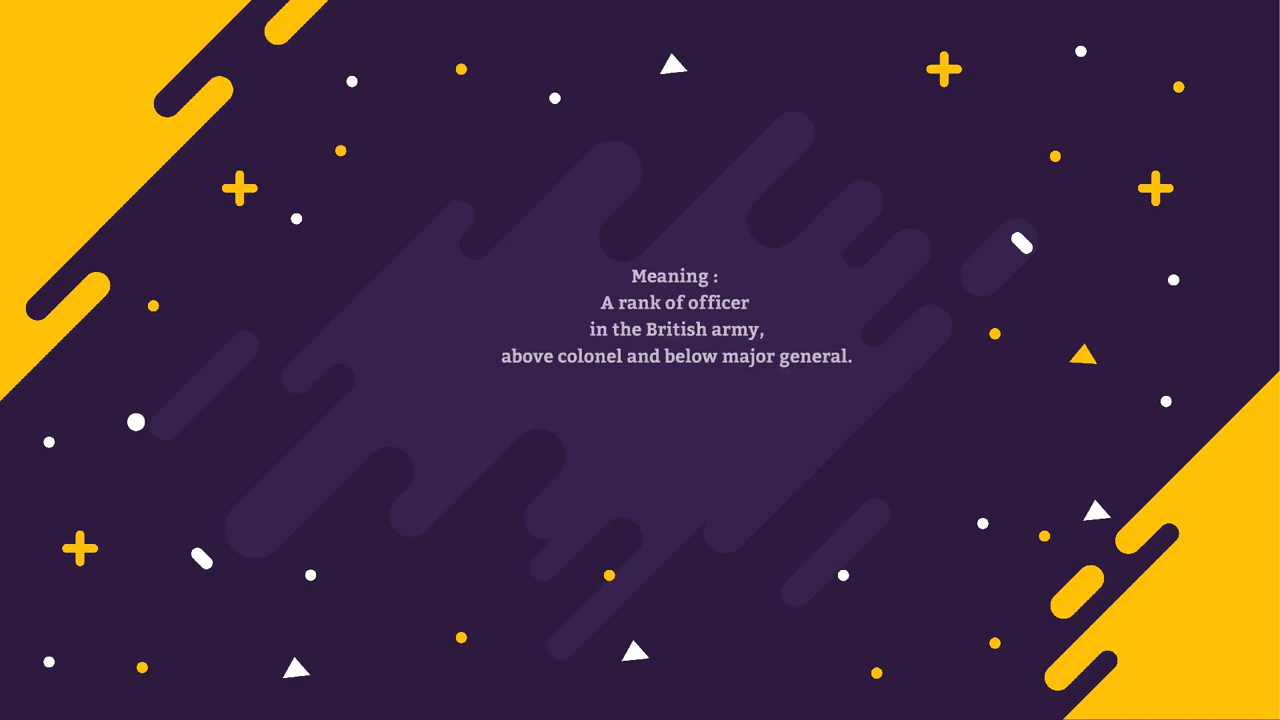 Meaning :
A rank of officer
in the British army,
above colonel and below major general.